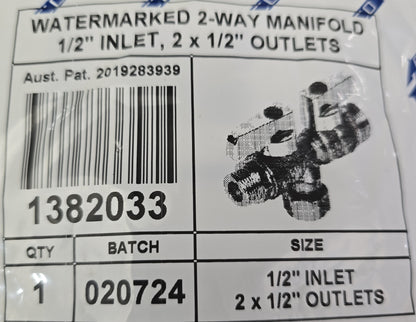 WATERMARKED 2-WAY MANIFOLD
1/2" INLET, 2 x 1/2" OUTLETS
Aust. Pat. 2019283939
1382033
QTY BATCH SIZE
1 020724 1/2" INLET
2 x 1/2" OUTLETS